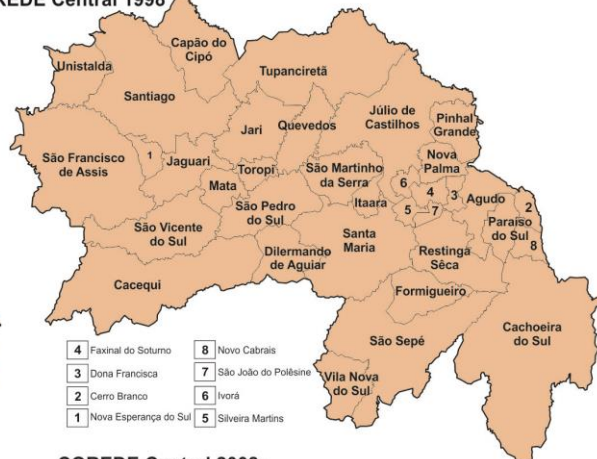 REDE Central 1998
Capão do
Cipó
Unistalda
Tupanciretã
Santiago
Júlio de
Castilhos
Pinhal
Grande
Jari
Quevedos
São Francisco
de Assis
1
Jaguari
Nova
Palma
Toropí
São Martinho
da Serra
Mata
6
4
3
Agudo
2
Itaara
5
7
São Pedro
do Sul
Paraíso
do Sul
8
São Vicente
do Sul
Santa
Maria
Restinga
Sêca
Dilermando
de Aguiar
Cacequi
Formigueiro
Cachoeira
do Sul
São Sepé
Vila Nova
do Sul
4 Faxinal do Soturno
8 Novo Cabrais
3 Dona Francisca
7 São João do Polêsine
2 Cerro Branco
6 Ivorá
1 Nova Esperança do Sul
5 Silveira Martins